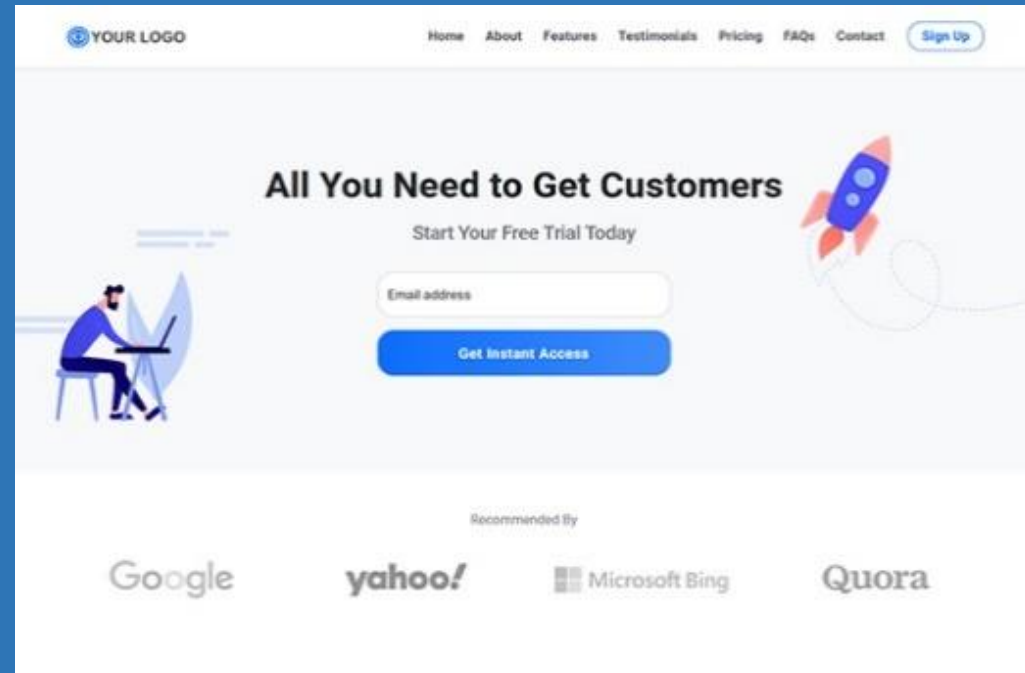 YOUR LOGO Home About Features Testimonials Pricing FAQs Contact Sign Up
All You Need to Get Customers
Start Your Free Trial Today
Email address
Get Instant Access
Recommended By
Google yahoo! Microsoft Bing Quora